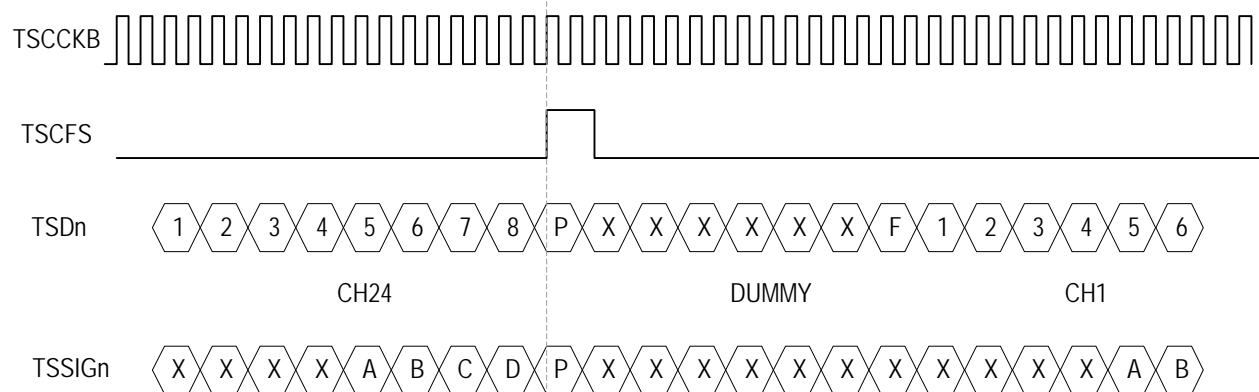 TSCCKB
TSCFS
TSDn 1 2 3 4 5 6 7 8 P X X X X X X F 1 2 3 4 5 6
CH24 DUMMY CH1
TSSIGn X X X X A B C D P X X X X X X X X X X X A B